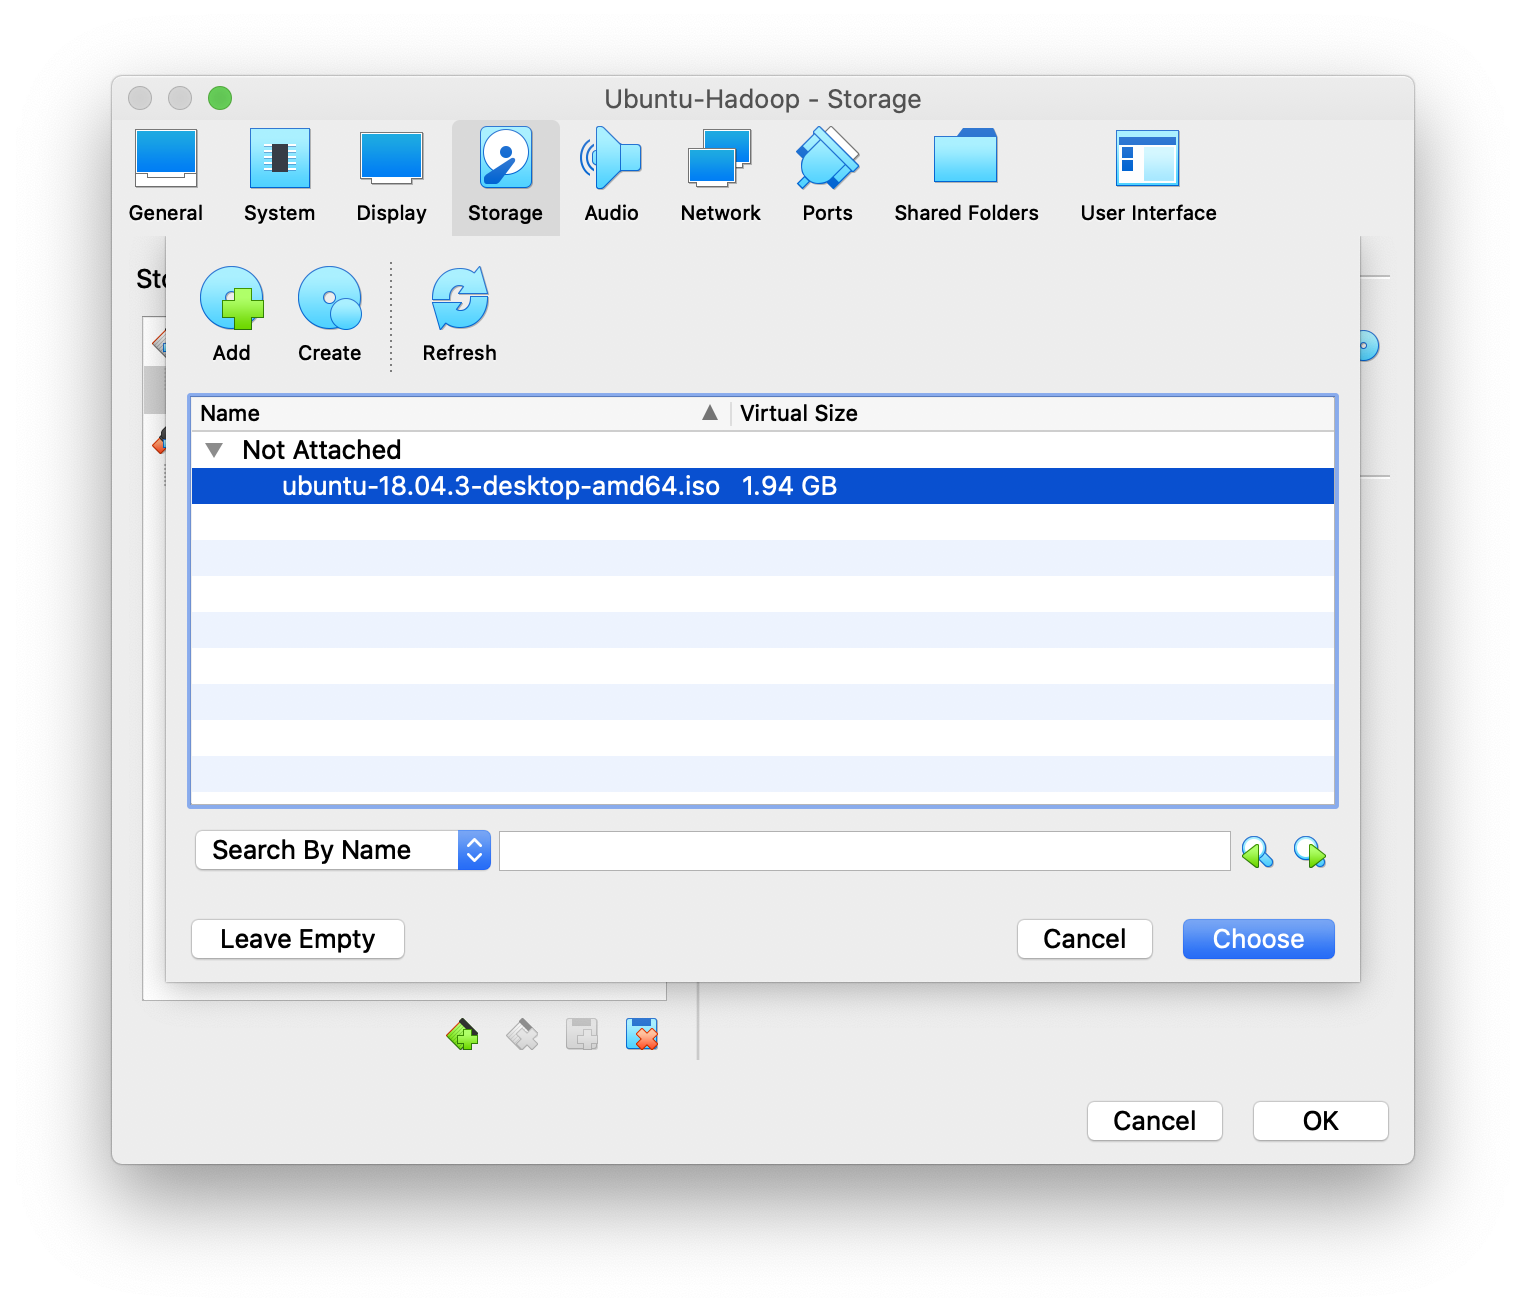 Ubuntu-Hadoop - Storage
General System Display Storage Audio Network Ports Shared Folders User Interface
Add Create Refresh
Name Virtual Size
Not Attached
ubuntu-18.04.3-desktop-amd64.iso 1.94 GB
Search By Name
Leave Empty Cancel Choose
Cancel OK